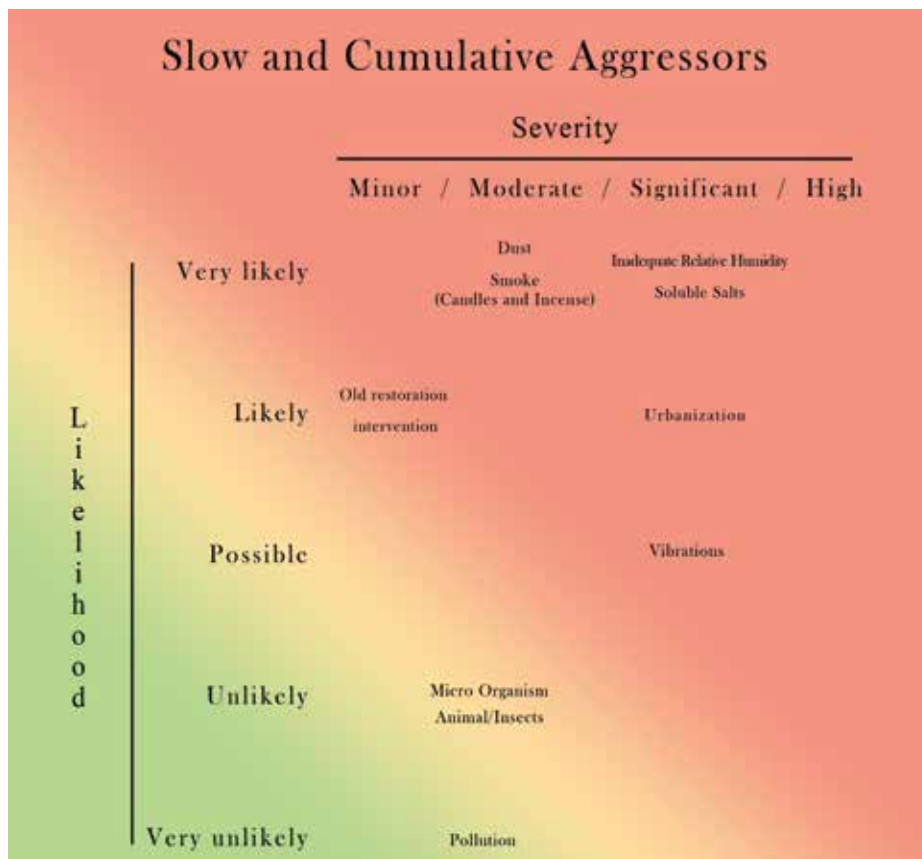 Slow and Cumulative Aggressors
Severity
Minor / Moderate / Significant / High
Likelihood
Very likely
Dust
Smoke
(Candles and Incense)
Inadequate Relative Humidity
Soluble Salts
Likely
Old restoration
intervention
Urbanization
Possible
Vibrations
Unlikely
Micro Organism
Animal/Insects
Very unlikely
Pollution